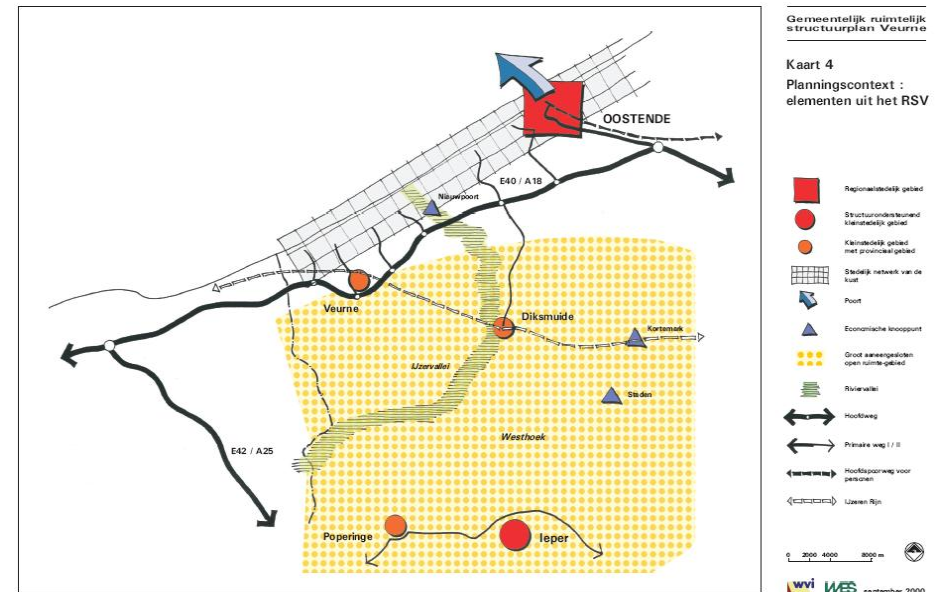 Gemeentelijk ruimtelijk
structuurplan Veurne
Kaart 4
Planningscontext :
elementen uit het RSV
OOSTENDE
E40 / A18
Nieuwpoort
Veurne
Diksmuide
Kortemark
IJzervallei
Staden
Westhoek
E42 / A25
Poperinge
Ieper
Regionaalstedelijk gebied
Structuurondersteunend
kleinstedelijk gebied
Kleinstedelijk gebied
met provinciaal gebied
Stedelijk netwerk van de
kust
Poort
Economische knooppunt
Groot aaneengesloten
open ruimte-gebied
Riviervallei
Hoofdweg
Primaire weg I / II
Hoofdspoorweg voor
personen
IJzeren Rijn
0 2000 4000 8000 m
wvi WES september 2000